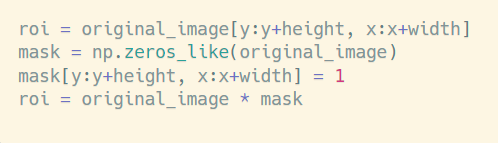 roi = original_image[y:y+height, x:x+width]
mask = np.zeros_like(original_image)
mask[y:y+height, x:x+width] = 1
roi = original_image * mask